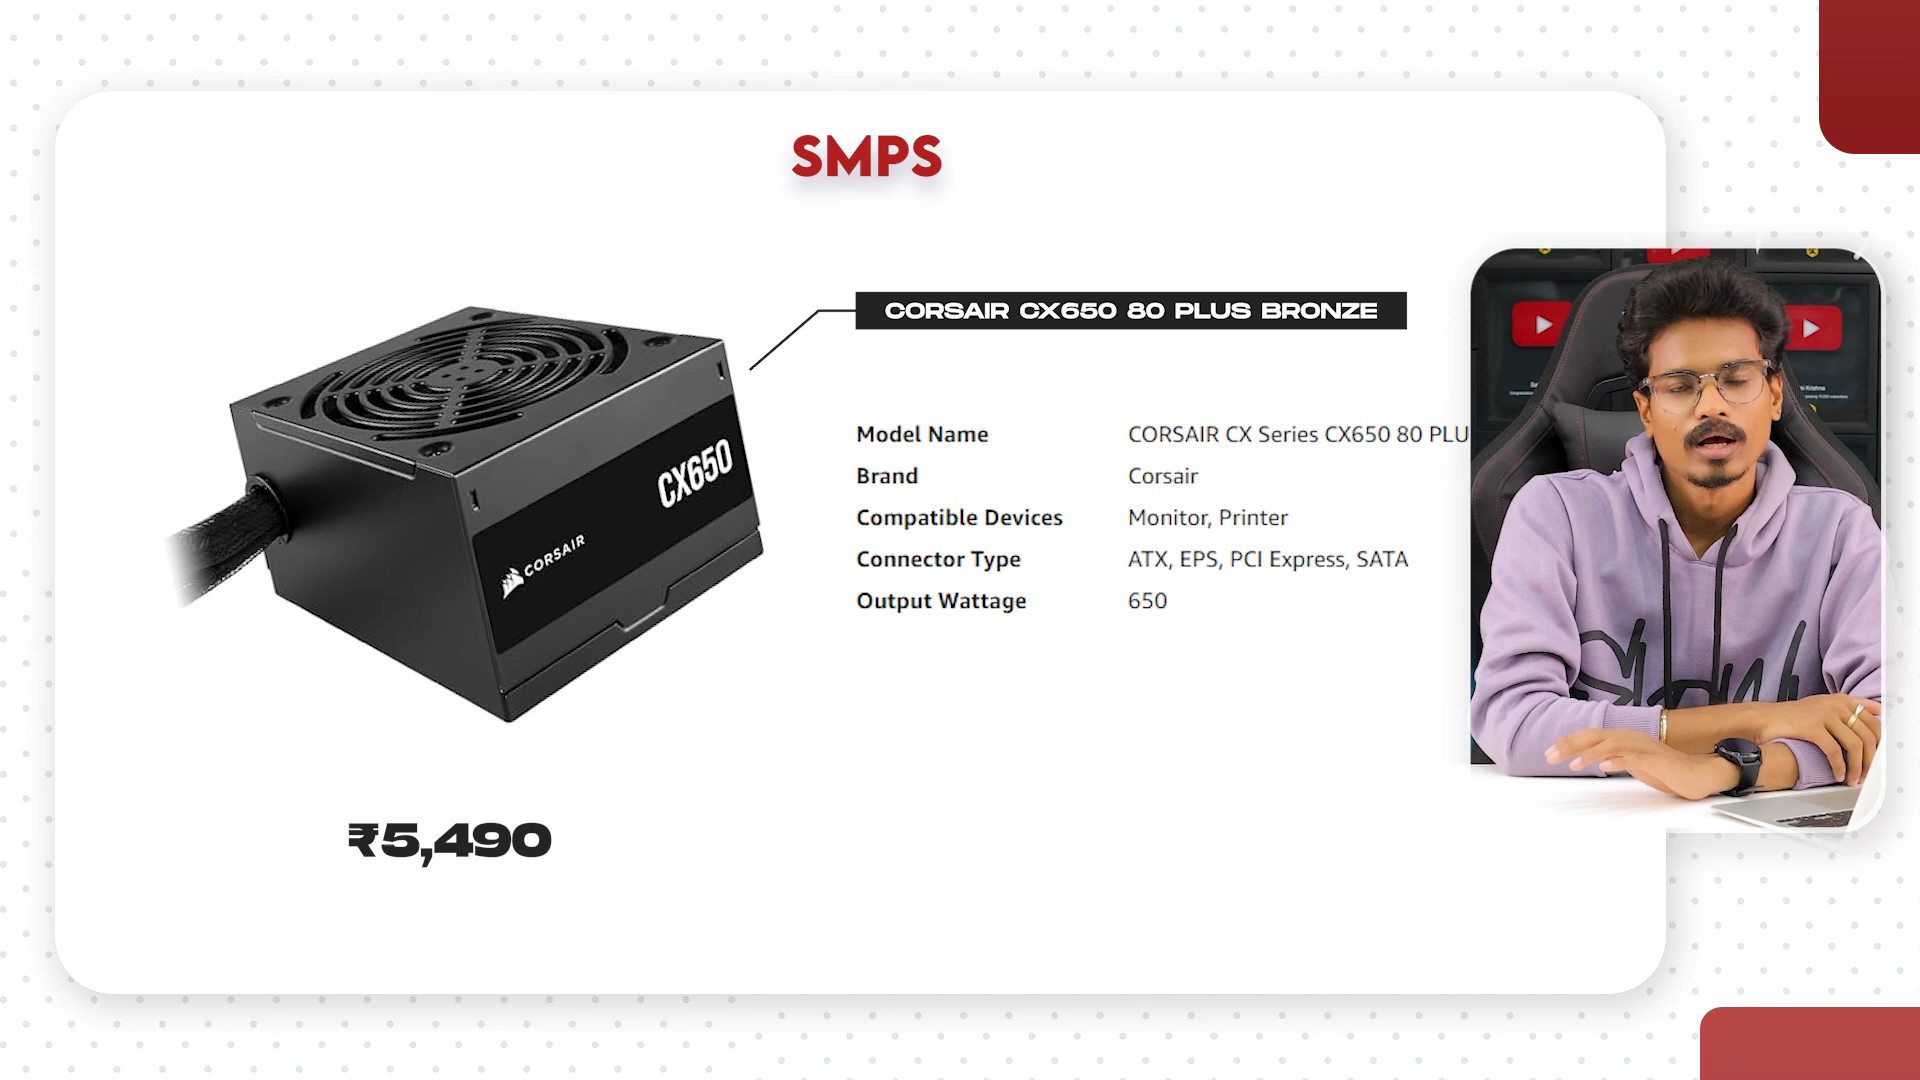 SMPS
CORSAIR CX650 80 PLUS BRONZE
CX650
CORSAIR
Model Name CORSAIR CX Series CX650 80 PLU
Brand Corsair
Compatible Devices Monitor, Printer
Connector Type ATX, EPS, PCI Express, SATA
Output Wattage 650
₹5,490